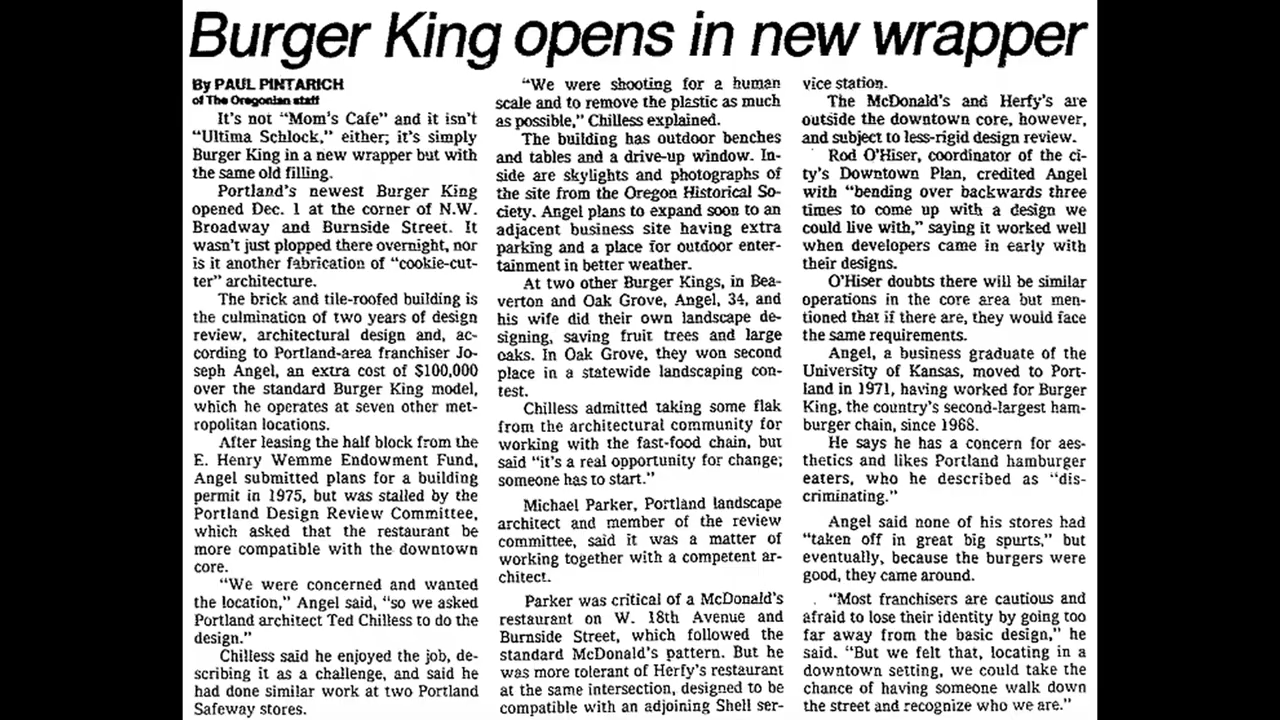 Burger King opens in new wrapper
By PAUL PINTARICH
of The Oregonian staff
It's not "Mom's Cafe" and it isn't
"Ultima Schlock," either; it's simply
Burger King in a new wrapper but with
the same old filling.
Portland's newest Burger King
opened Dec. 1 at the corner of N.W.
Broadway and Burnside Street. It
wasn't just plopped there overnight, nor
is it another fabrication of "cookie-cut-
ter" architecture.
The brick and tile-roofed building is
the culmination of two years of design
review, architectural design and, ac-
cording to Portland-area franchiser Jo-
seph Angel, an extra cost of $100,000
over the standard Burger King model,
which he operates at seven other met-
ropolitan locations.
After leasing the half block from the
E. Henry Wemme Endowment Fund,
Angel submitted plans for a building
permit in 1975, but was stalled by the
Portland Design Review Committee,
which asked that the restaurant be
more compatible with the downtown
core.
"We were concerned and wanted
the location," Angel said, "so we asked
Portland architect Ted Chilless to do the
design."
Chilless said he enjoyed the job, de-
scribing it as a challenge, and said he
had done similar work at two Portland
Safeway stores.
"We were shooting for a human
scale and to remove the plastic as much
as possible," Chilless explained.
The building has outdoor benches
and tables and a drive-up window. In-
side are skylights and photographs of
the site from the Oregon Historical So-
ciety. Angel plans to expand soon to an
adjacent business site having extra
parking and a place for outdoor enter-
tainment in better weather.
At two other Burger Kings, in Bea-
verton and Oak Grove, Angel, 34, and
his wife did their own landscape de-
signing, saving fruit trees and large
oaks. In Oak Grove, they won second
place in a statewide landscaping con-
test.
Chilless admitted taking some flak
from the architectural community for
working with the fast-food chain, but
said "it's a real opportunity for change;
someone has to start."
Michael Parker, Portland landscape
architect and member of the review
committee, said it was a matter of
working together with a competent ar-
chitect.
Parker was critical of a McDonald's
restaurant on W. 18th Avenue and
Burnside Street, which followed the
standard McDonald's pattern. But he
was more tolerant of Herfy's restaurant
at the same intersection, designed to be
compatible with an adjoining Shell ser-
vice station.
The McDonald's and Herfy's are
outside the downtown core, however,
and subject to less-rigid design review.
Rod O'Hiser, coordinator of the ci-
ty's Downtown Plan, credited Angel
with "bending over backwards three
times to come up with a design we
could live with," saying it worked well
when developers came in early with
their designs.
O'Hiser doubts there will be similar
operations in the core area but men-
tioned that if there are, they would face
the same requirements.
Angel, a business graduate of the
University of Kansas, moved to Port-
land in 1971, having worked for Burger
King, the country's second-largest ham-
burger chain, since 1968.
He says he has a concern for aes-
thetics and likes Portland hamburger
eaters, who he described as "dis-
criminating."
Angel said none of his stores had
"taken off in great big spurts," but
eventually, because the burgers were
good, they came around.
"Most franchisers are cautious and
afraid to lose their identity by going too
far away from the basic design," he
said. "But we felt that, locating in a
downtown setting, we could take the
chance of having someone walk down
the street and recognize who we are."